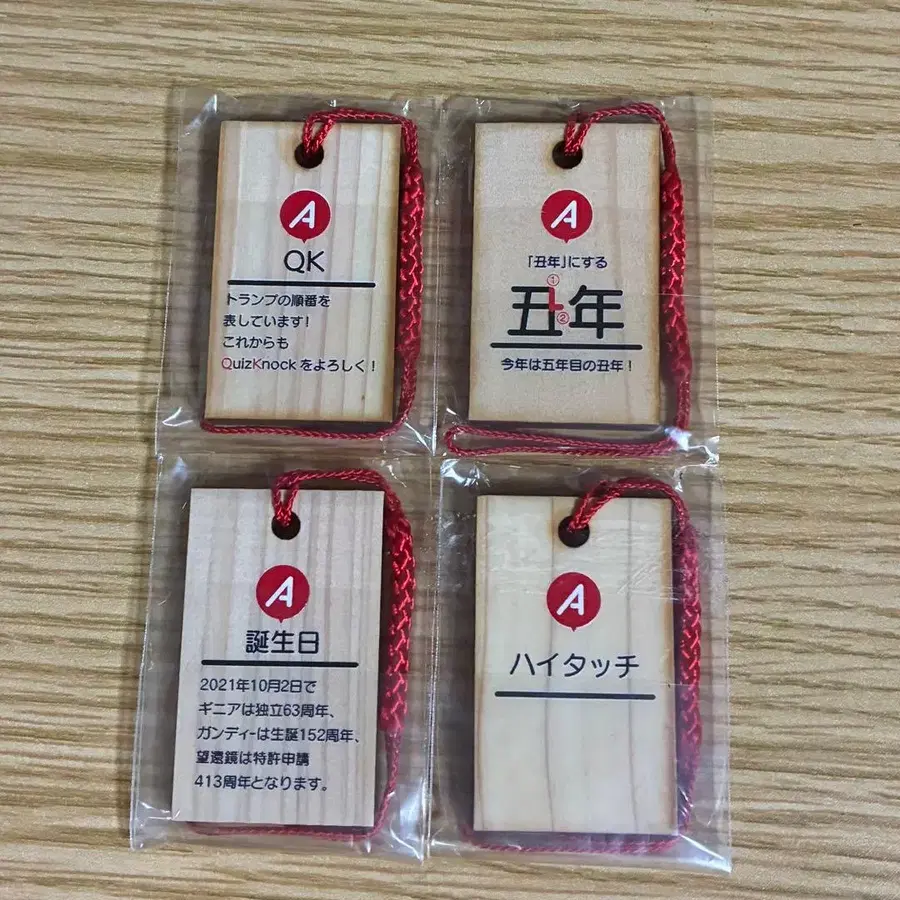 A
QK
トランプの順番を
表しています!
これからも
QuizKnockをよろしく!
A
「丑年」にする
①
丑年
②
今年は五年目の丑年!
A
誕生日
2021年10月2日で
ギニアは独立63周年、
ガンディーは生誕152周年、
望遠鏡は特許申請
413周年となります。
A
ハイタッチ